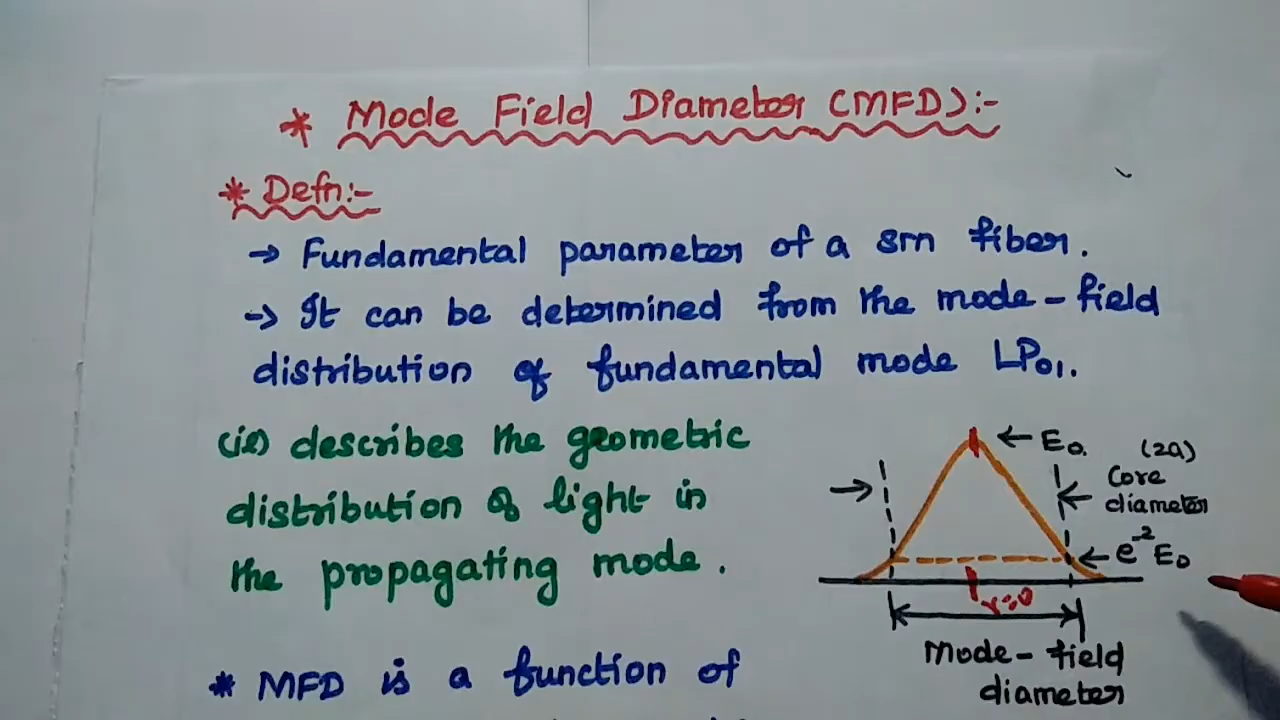 * Mode Field Diameter (MFD):-
* Defn:-
→ Fundamental parameter of a sm fiber.
→ It can be determined from the mode-field
distribution of fundamental mode LP₀₁.
(ie) describes the geometric
distribution of light in
the propagating mode.
← E₀
(2a)
Core
diameter
← e⁻²E₀
r=0
Mode-field
diameter
* MFD is a function of